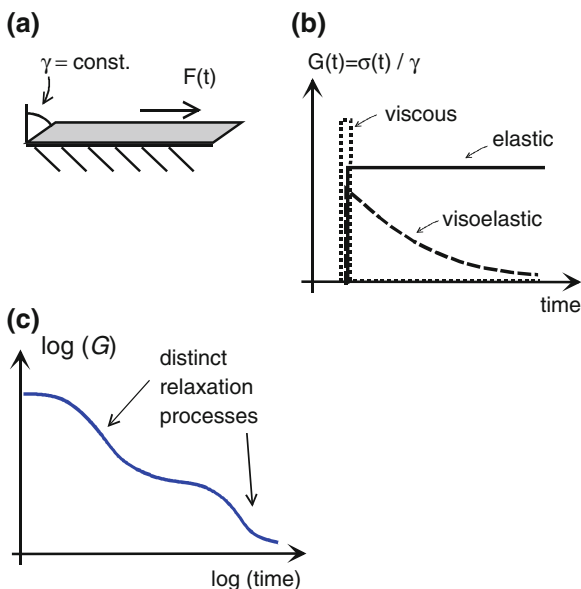 (a)
γ = const.
F(t)
(b)
G(t)=σ(t) / γ
viscous
elastic
visoelastic
time
(c)
log (G)
distinct
relaxation
processes
log (time)